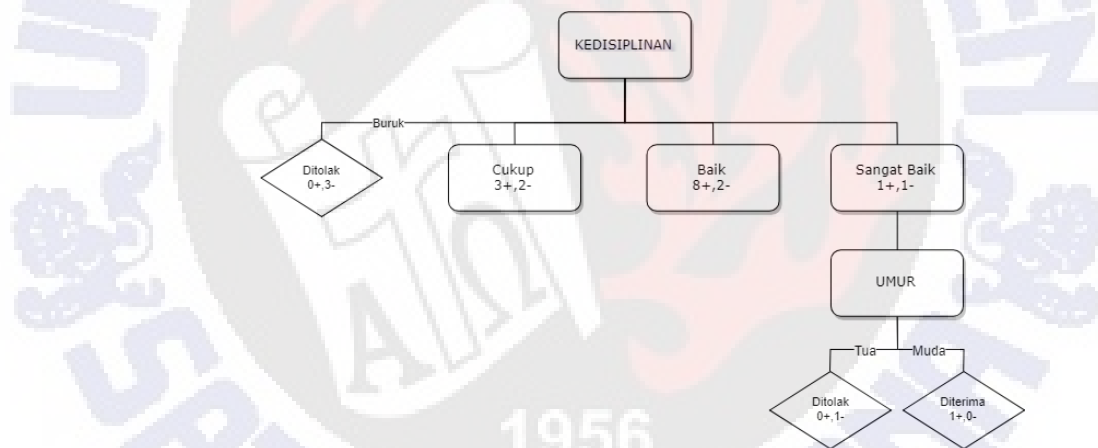 KEDISIPLINAN
Buruk
Ditolak
0+,3-
Cukup
3+,2-
Baik
8+,2-
Sangat Baik
1+,1-
UMUR
Tua
Muda
Ditolak
0+,1-
Diterima
1+,0-
1956